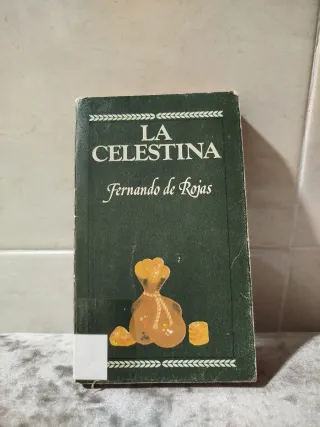 LA
CELESTINA
Fernando de Rojas